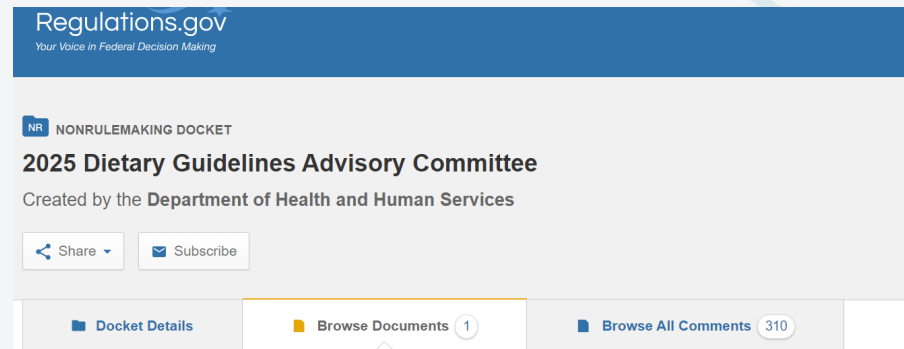 Regulations.gov
Your Voice in Federal Decision Making
NR NONRULEMAKING DOCKET
2025 Dietary Guidelines Advisory Committee
Created by the Department of Health and Human Services
Share Subscribe
Docket Details Browse Documents 1 Browse All Comments 310